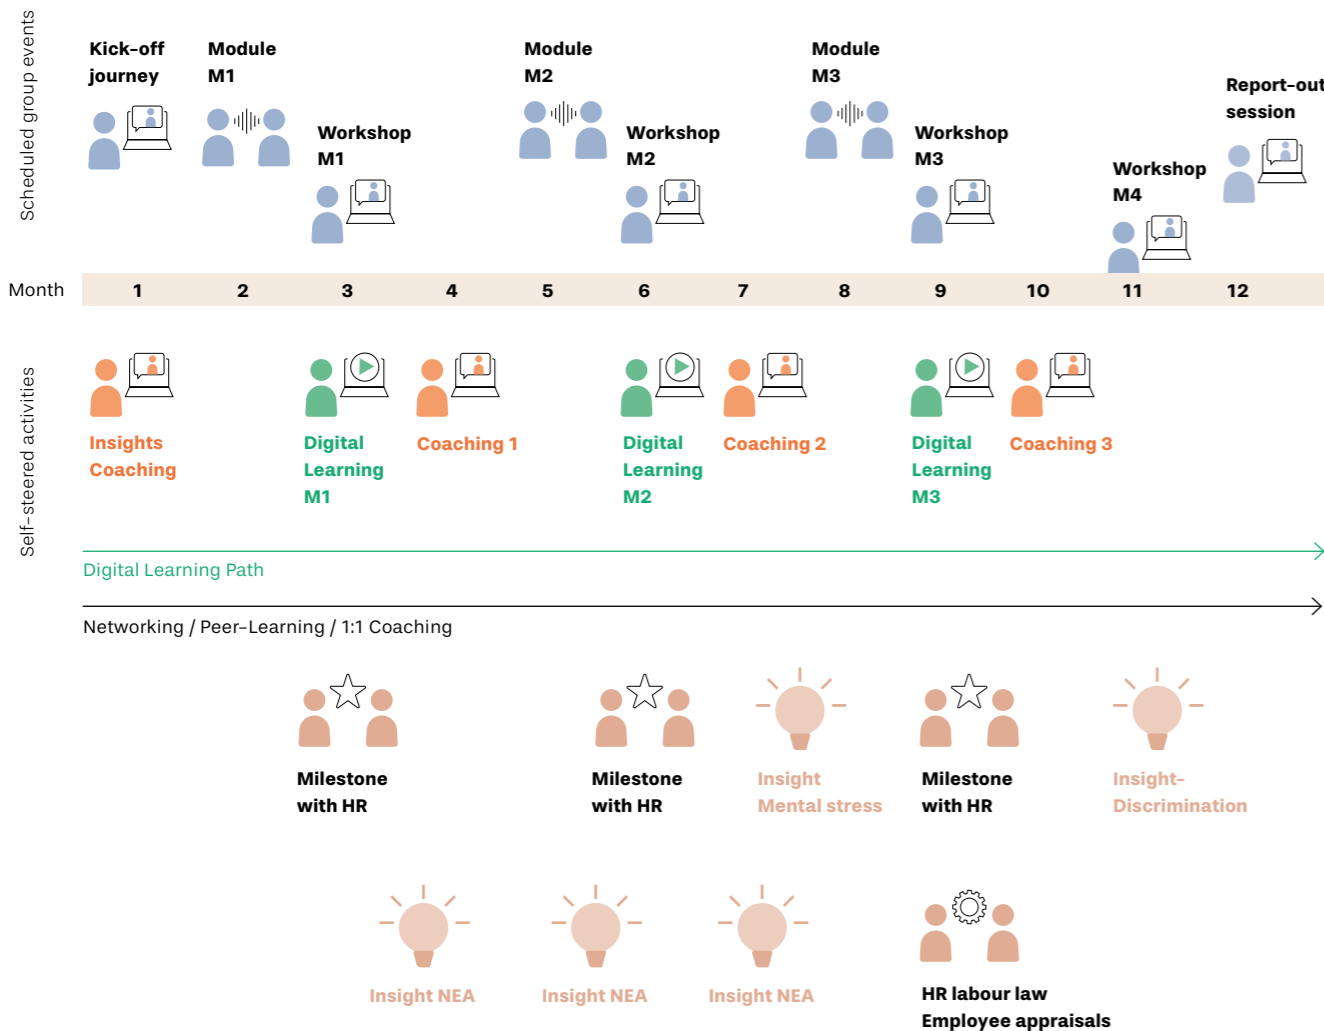 Scheduled group events
Kick-off
journey
Module
M1
Workshop
M1
Module
M2
Workshop
M2
Module
M3
Workshop
M3
Workshop
M4
Report-out
session
Month 1 2 3 4 5 6 7 8 9 10 11 12
Self-steered activities
Insights
Coaching
Digital
Learning
M1
Coaching 1
Digital
Learning
M2
Coaching 2
Digital
Learning
M3
Coaching 3
Digital Learning Path
Networking / Peer-Learning / 1:1 Coaching
Milestone
with HR
Milestone
with HR
Insight
Mental stress
Milestone
with HR
Insight-
Discrimination
Insight NEA
Insight NEA
Insight NEA
HR labour law
Employee appraisals